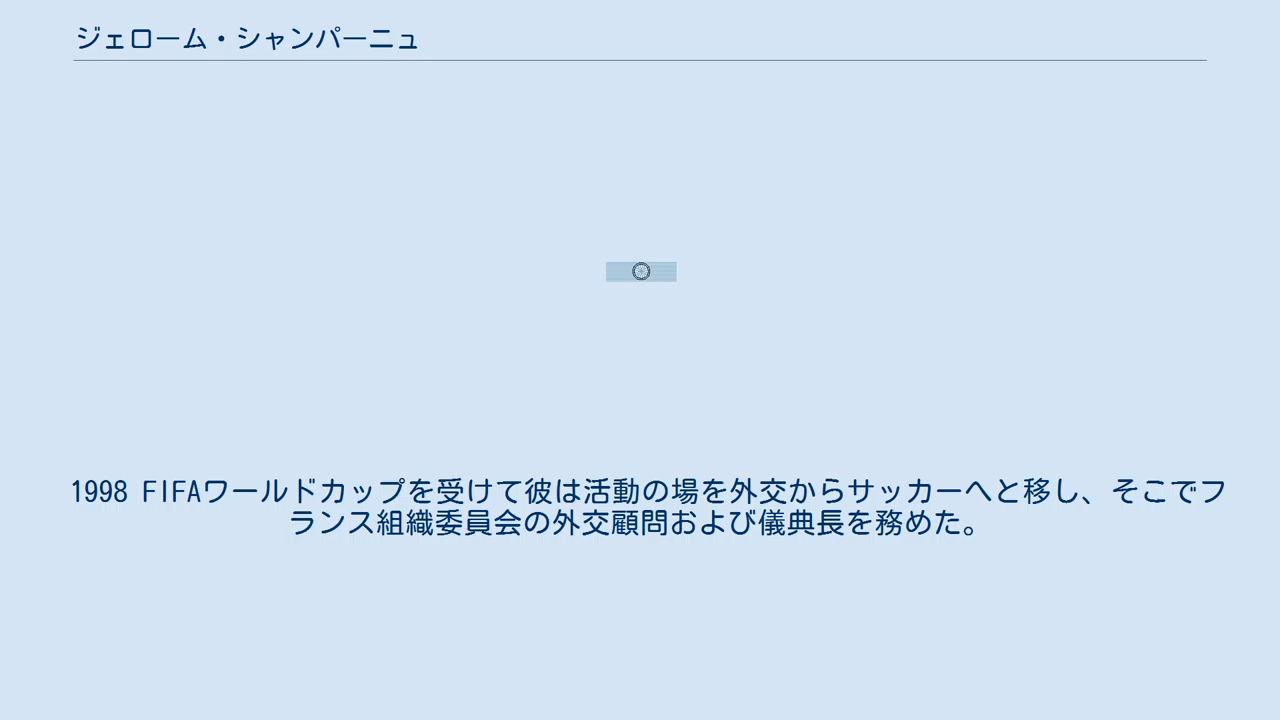 ジェローム・シャンパーニュ
1998 FIFAワールドカップを受けて彼は活動の場を外交からサッカーへと移し、そこでフ
ランス組織委員会の外交顧問および儀典長を務めた。